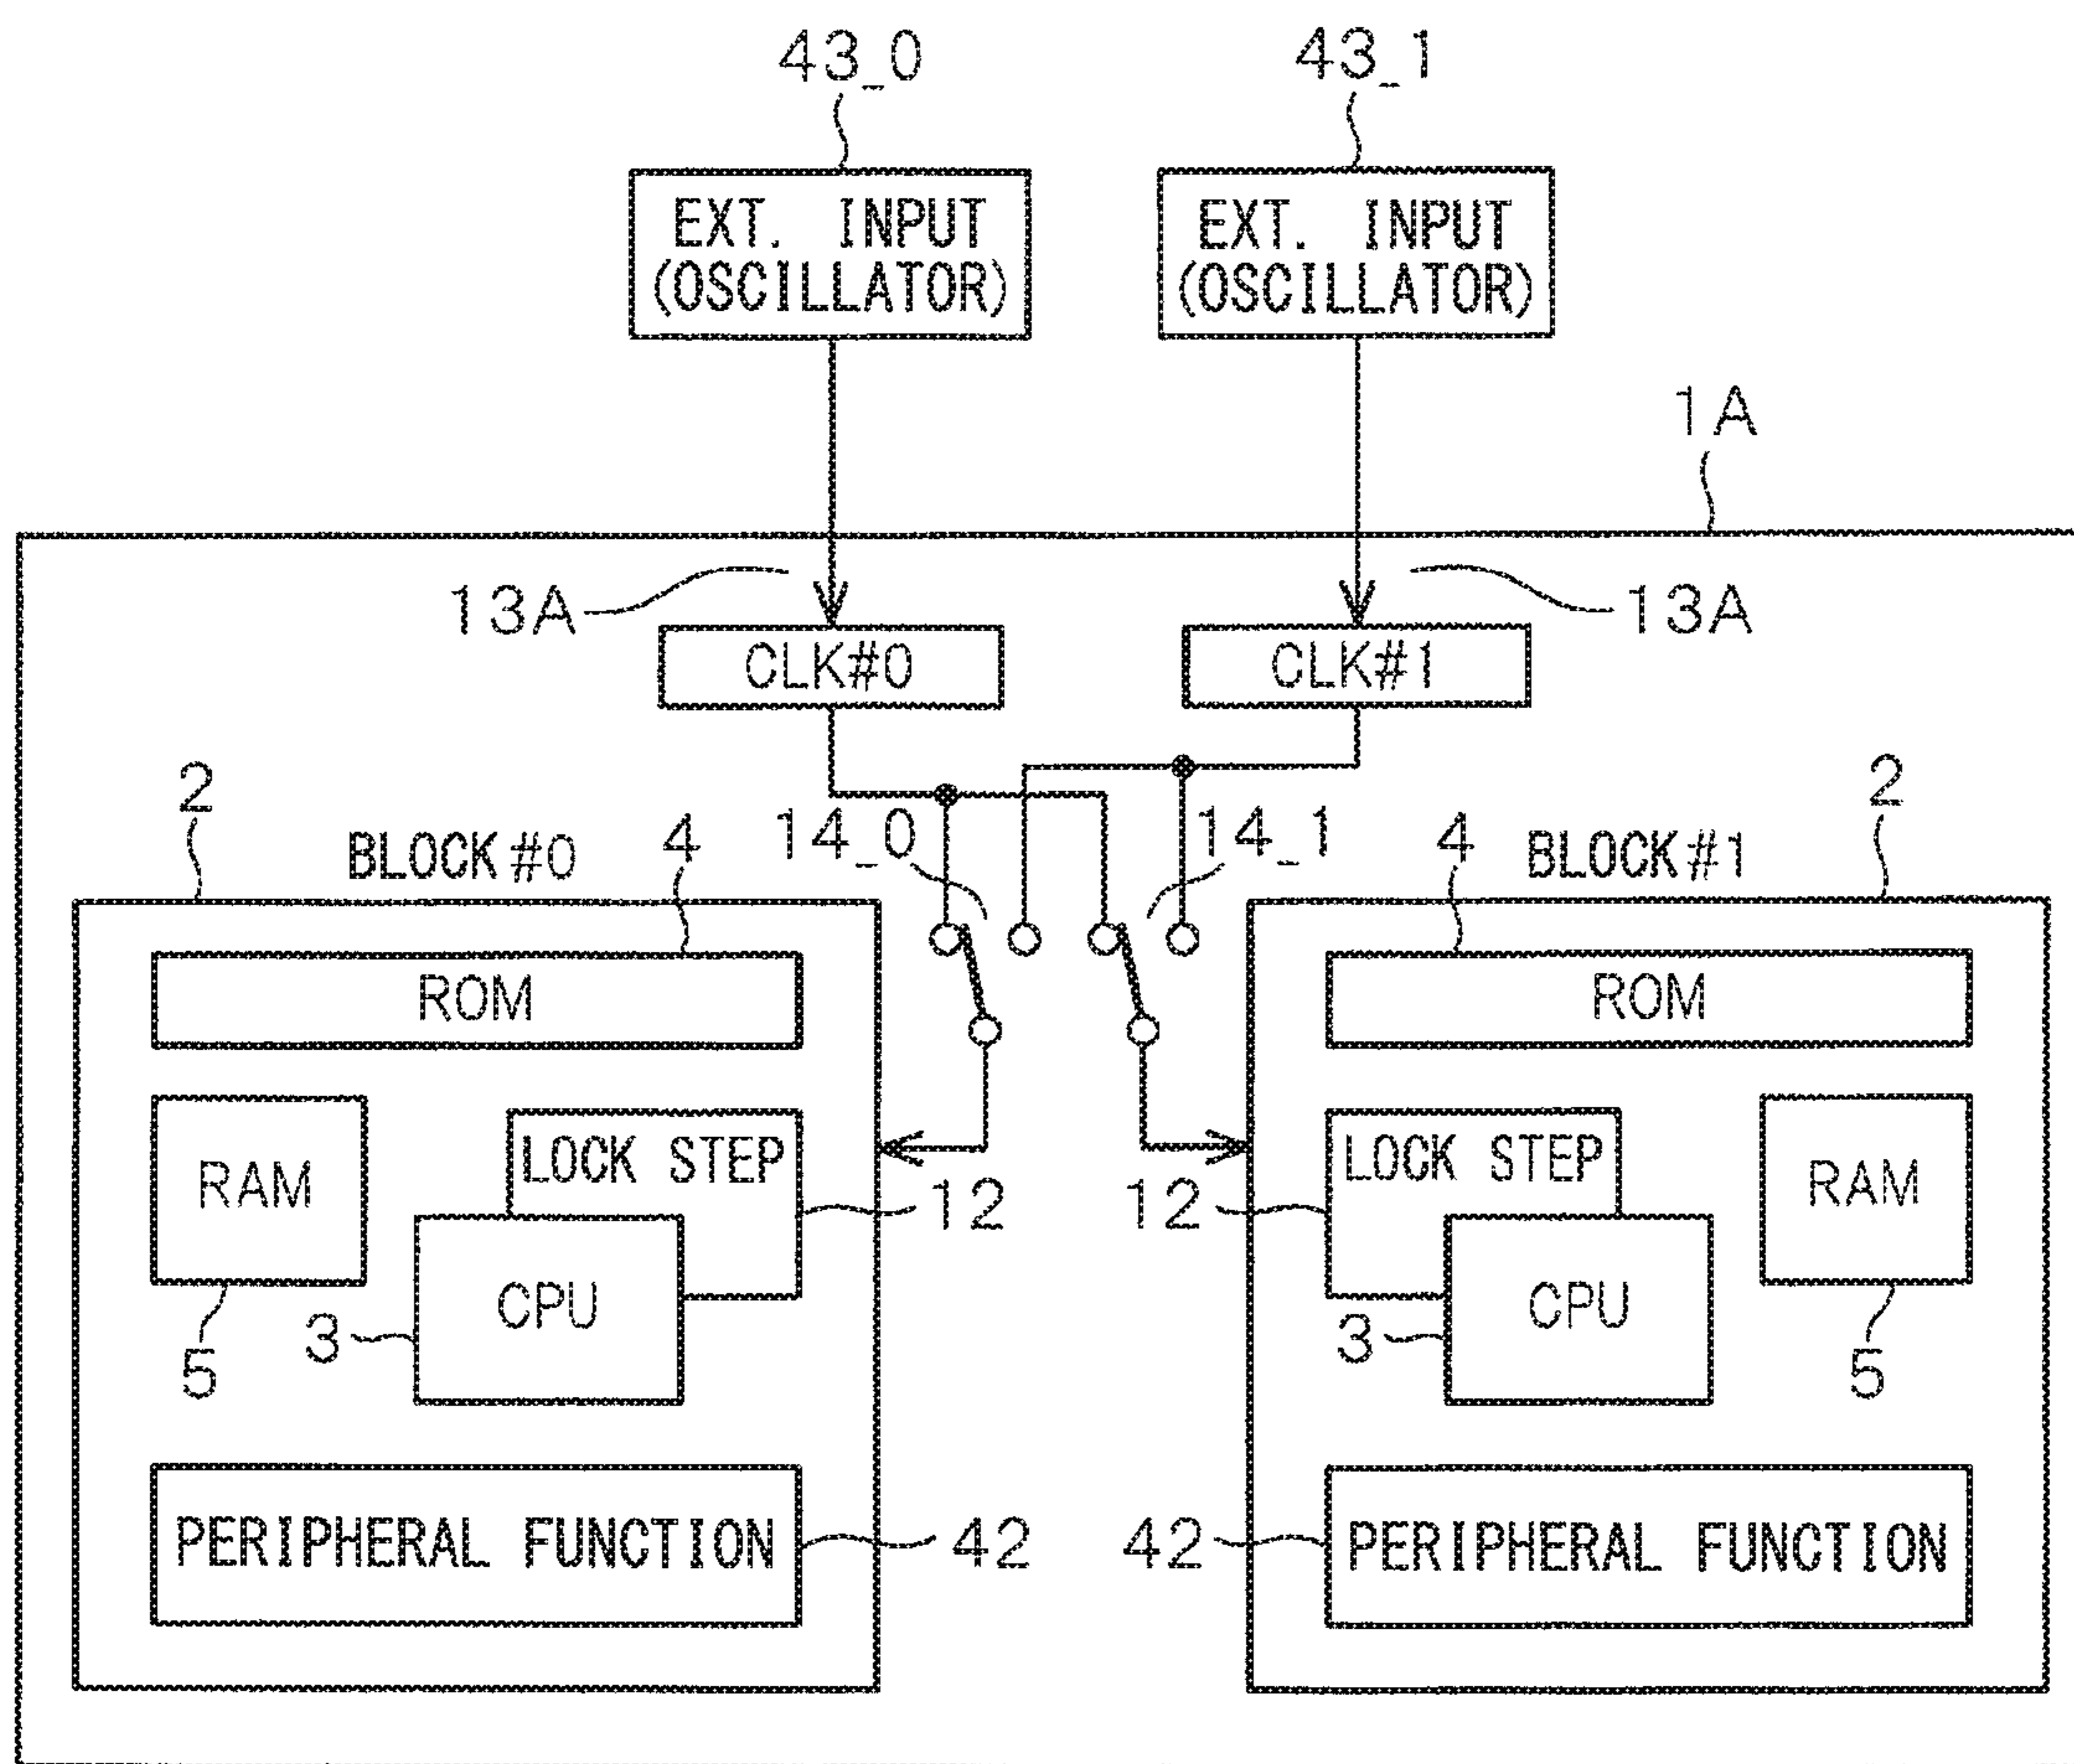 43_0
43_1
EXT. INPUT
(OSCILLATOR)
EXT. INPUT
(OSCILLATOR)
1A
13A
13A
CLK#0
CLK#1
2
BLOCK#0
4
14_0
14_1
4
BLOCK#1
2
ROM
ROM
RAM
LOCK STEP
12
12
LOCK STEP
RAM
5
3
CPU
3
CPU
5
PERIPHERAL FUNCTION
42
42
PERIPHERAL FUNCTION